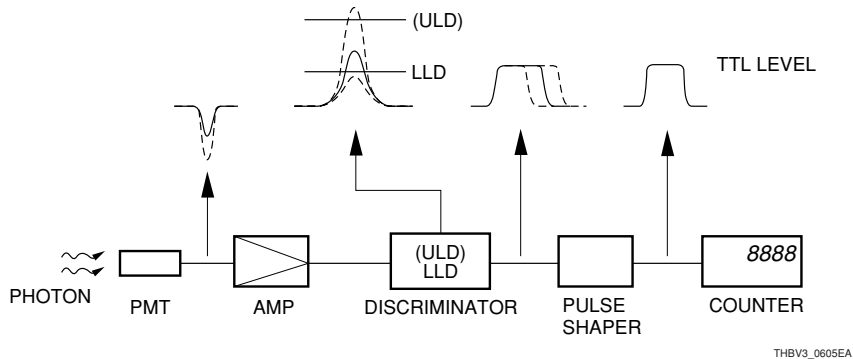 (ULD)
LLD
TTL LEVEL
(ULD)
LLD
8888
PHOTON
PMT
AMP
DISCRIMINATOR
PULSE
SHAPER
COUNTER
THBV3_0605EA